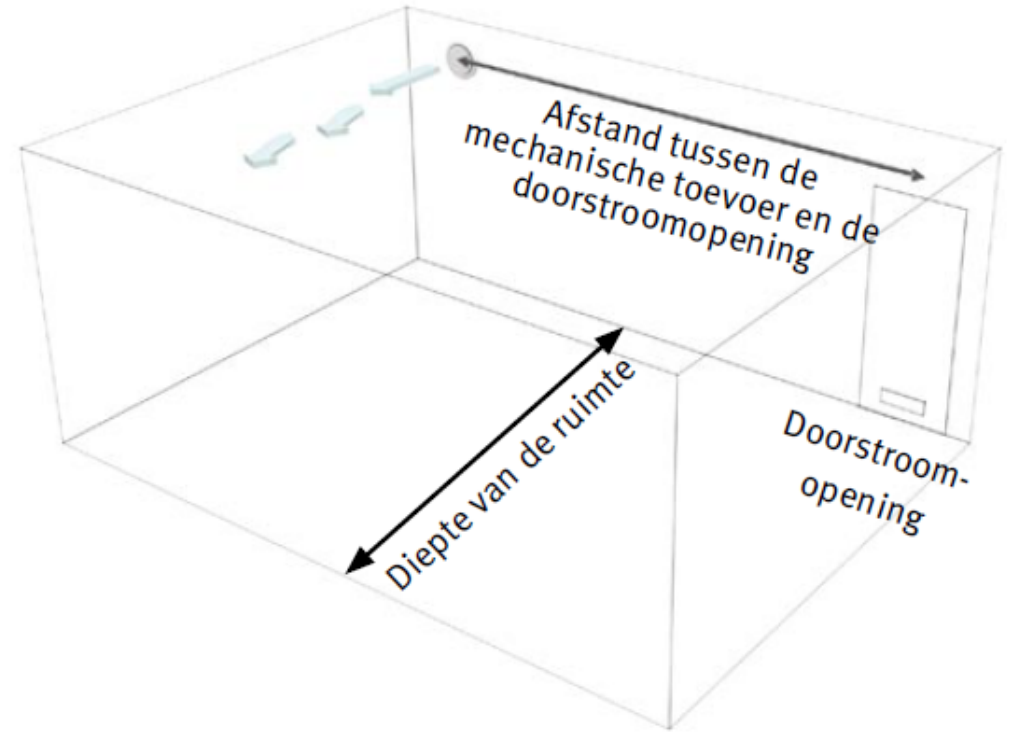 Afstand tussen de
mechanische toevoer en de
doorstroomopening
Diepte van de ruimte
Doorstroom-
opening